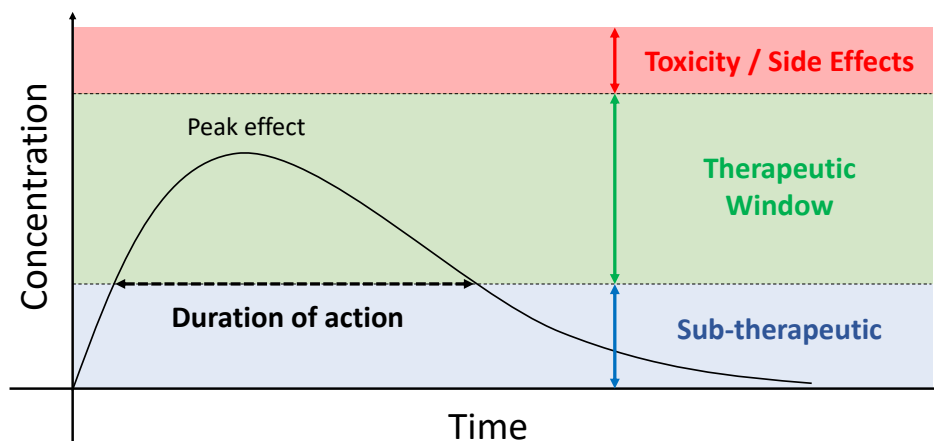 Toxicity / Side Effects
Peak effect
Therapeutic
Window
Concentration
Duration of action
Sub-therapeutic
Time